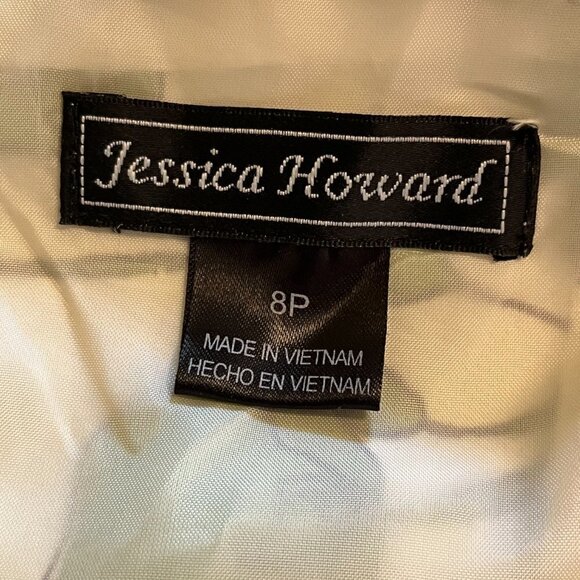 Jessica Howard
8P
MADE IN VIETNAM
HECHO EN VIETNAM